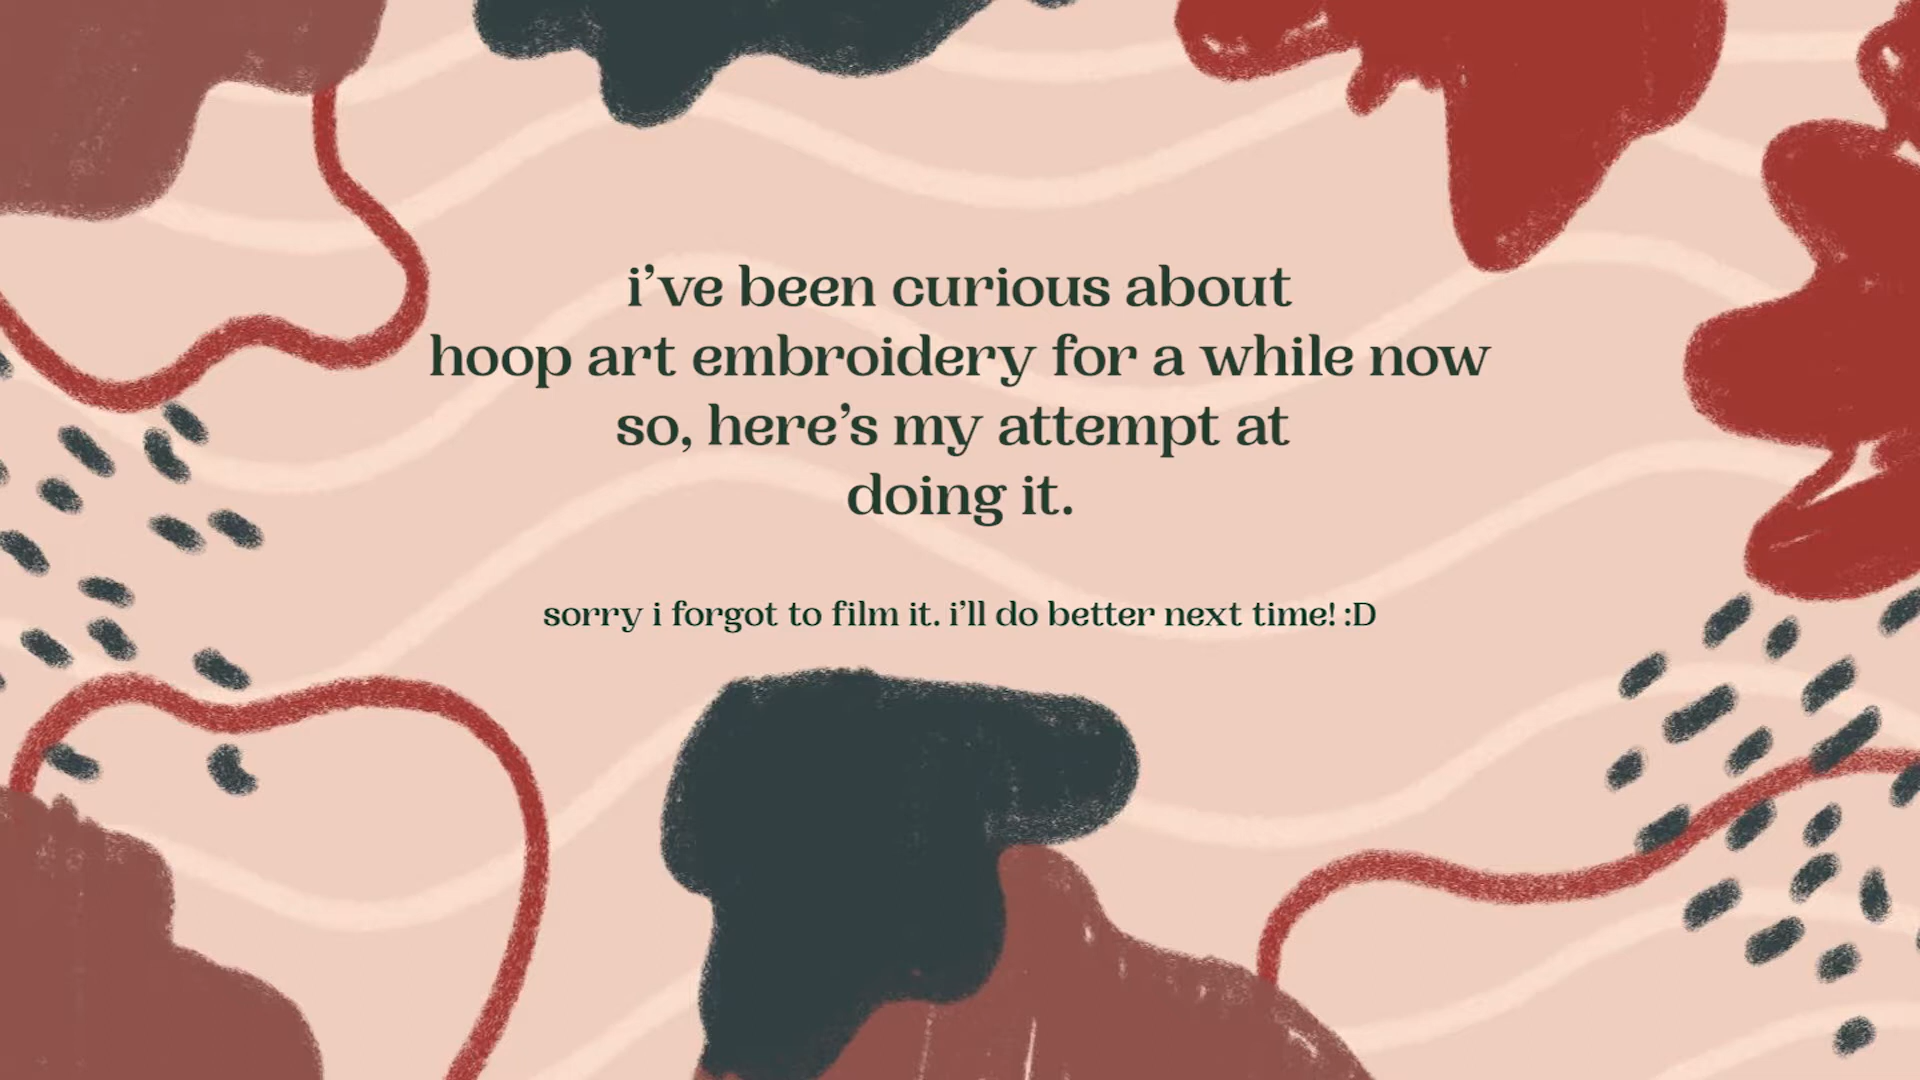 i’ve been curious about
hoop art embroidery for a while now
so, here’s my attempt at
doing it.
sorry i forgot to film it. i’ll do better next time! :D